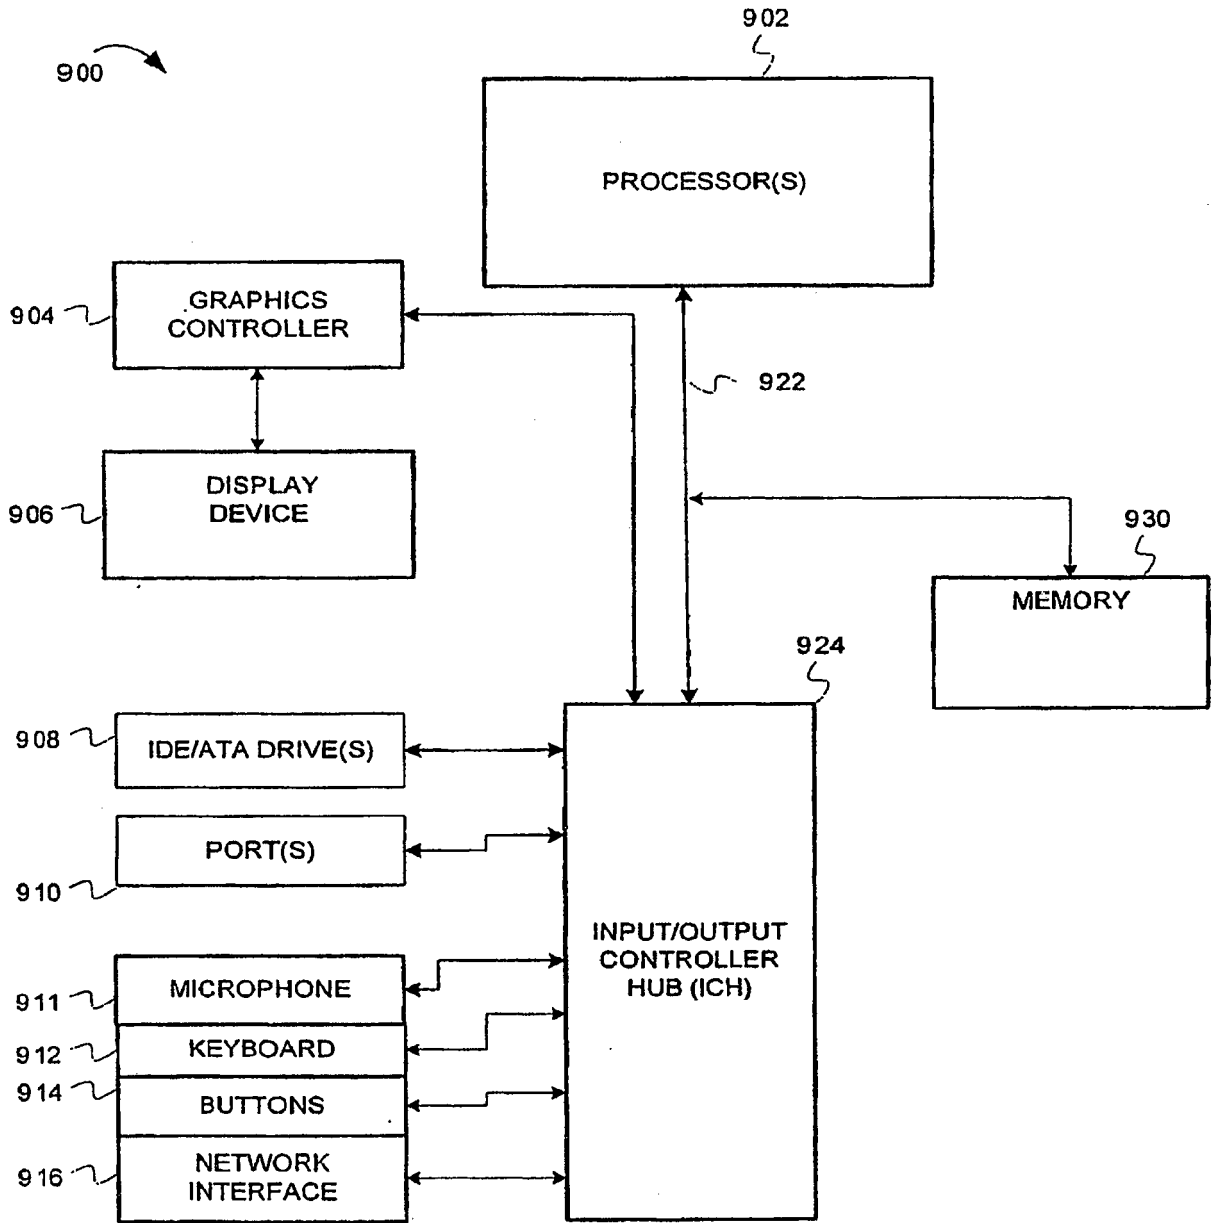 902
900
PROCESSOR(S)
904
GRAPHICS
CONTROLLER
922
906
DISPLAY
DEVICE
930
MEMORY
924
908
IDE/ATA DRIVE(S)
PORT(S)
910
INPUT/OUTPUT
CONTROLLER
HUB (ICH)
911
MICROPHONE
912
KEYBOARD
914
BUTTONS
916
NETWORK
INTERFACE